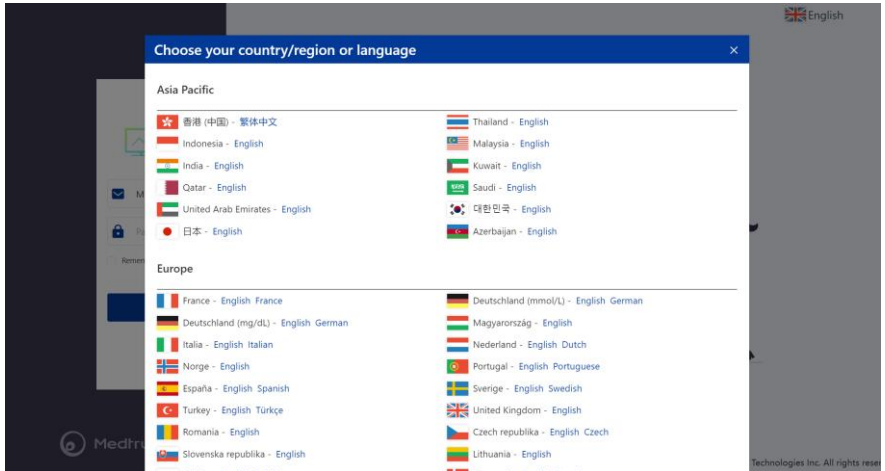 English
Choose your country/region or language ×
Asia Pacific
香港 (中国) - 繁体中文
Thailand - English
Indonesia - English
Malaysia - English
India - English
Kuwait - English
Qatar - English
Saudi - English
United Arab Emirates - English
대한민국 - English
日本 - English
Azerbaijan - English
Europe
France - English France
Deutschland (mmol/L) - English German
Deutschland (mg/dL) - English German
Magyarország - English
Italia - English Italian
Nederland - English Dutch
Norge - English
Portugal - English Portuguese
España - English Spanish
Sverige - English Swedish
Turkey - English Türkçe
United Kingdom - English
Romania - English
Czech republika - English Czech
Slovenska republika - English
Lithuania - English
M
Remem
Medtru
Technologies Inc. All rights reser